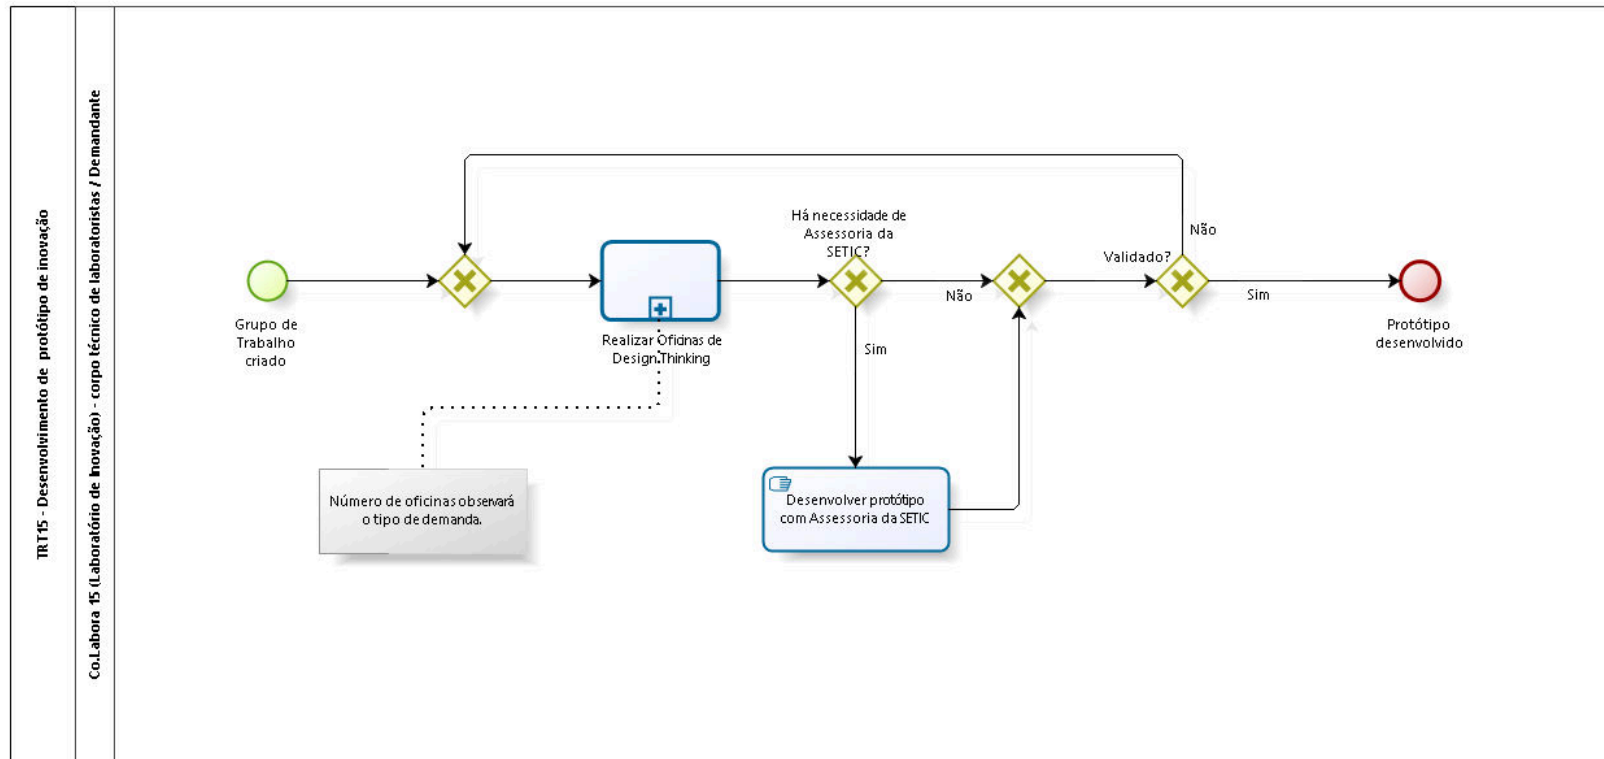 TRT15 - Desenvolvimento de protótipo de inovação
Co.Labora 15 (Laboratório de Inovação) - corpo técnico de laboratoristas / Demandante
Grupo de
Trabalho
criado
Realizar Oficinas de
Design Thinking
Número de oficinas observará
o tipo de demanda.
Há necessidade de
Assessoria da
SETIC?
Não
Sim
Desenvolver protótipo
com Assessoria da SETIC
Validado?
Não
Sim
Protótipo
desenvolvido